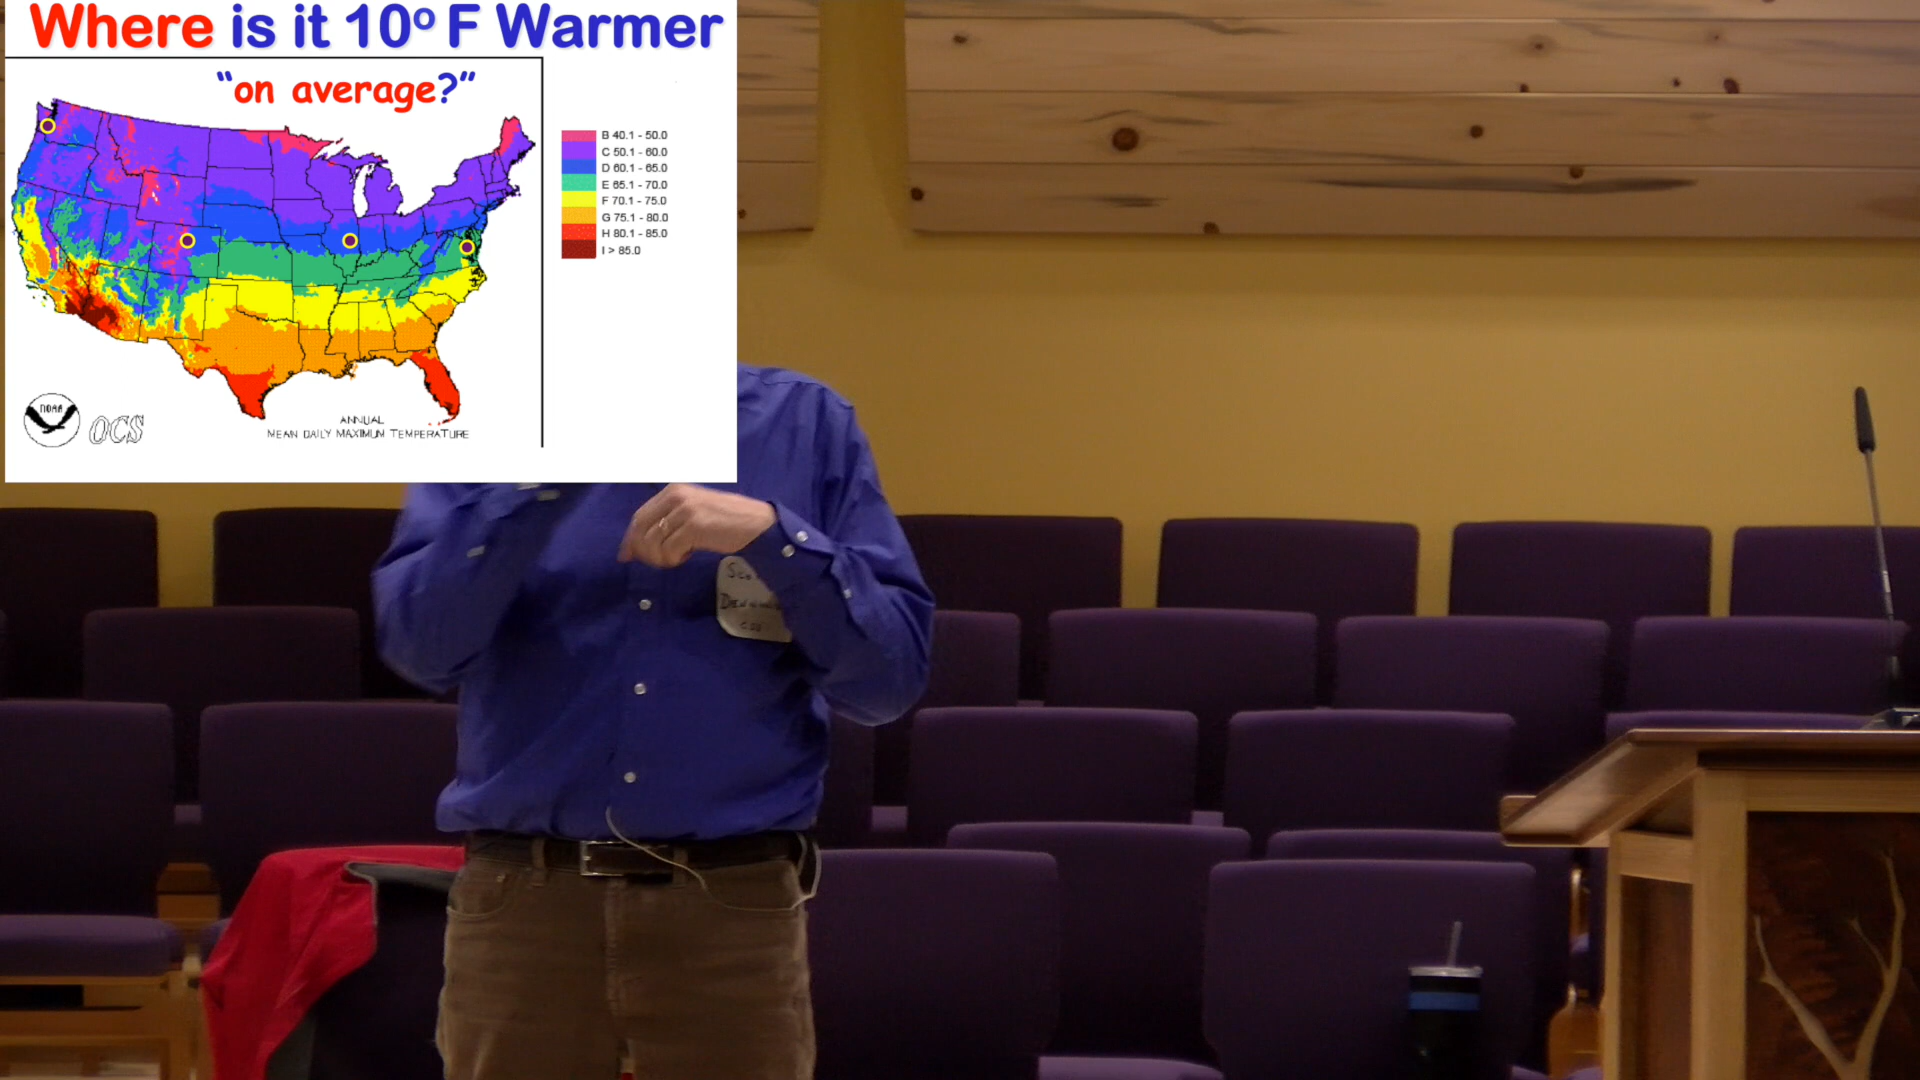 Where is it 10º F Warmer
"on average?"
B 40.1 - 50.0
C 50.1 - 60.0
D 60.1 - 65.0
E 65.1 - 70.0
F 70.1 - 75.0
G 75.1 - 80.0
H 80.1 - 85.0
I > 85.0
NOAA
OCS
ANNUAL
MEAN DAILY MAXIMUM TEMPERATURE